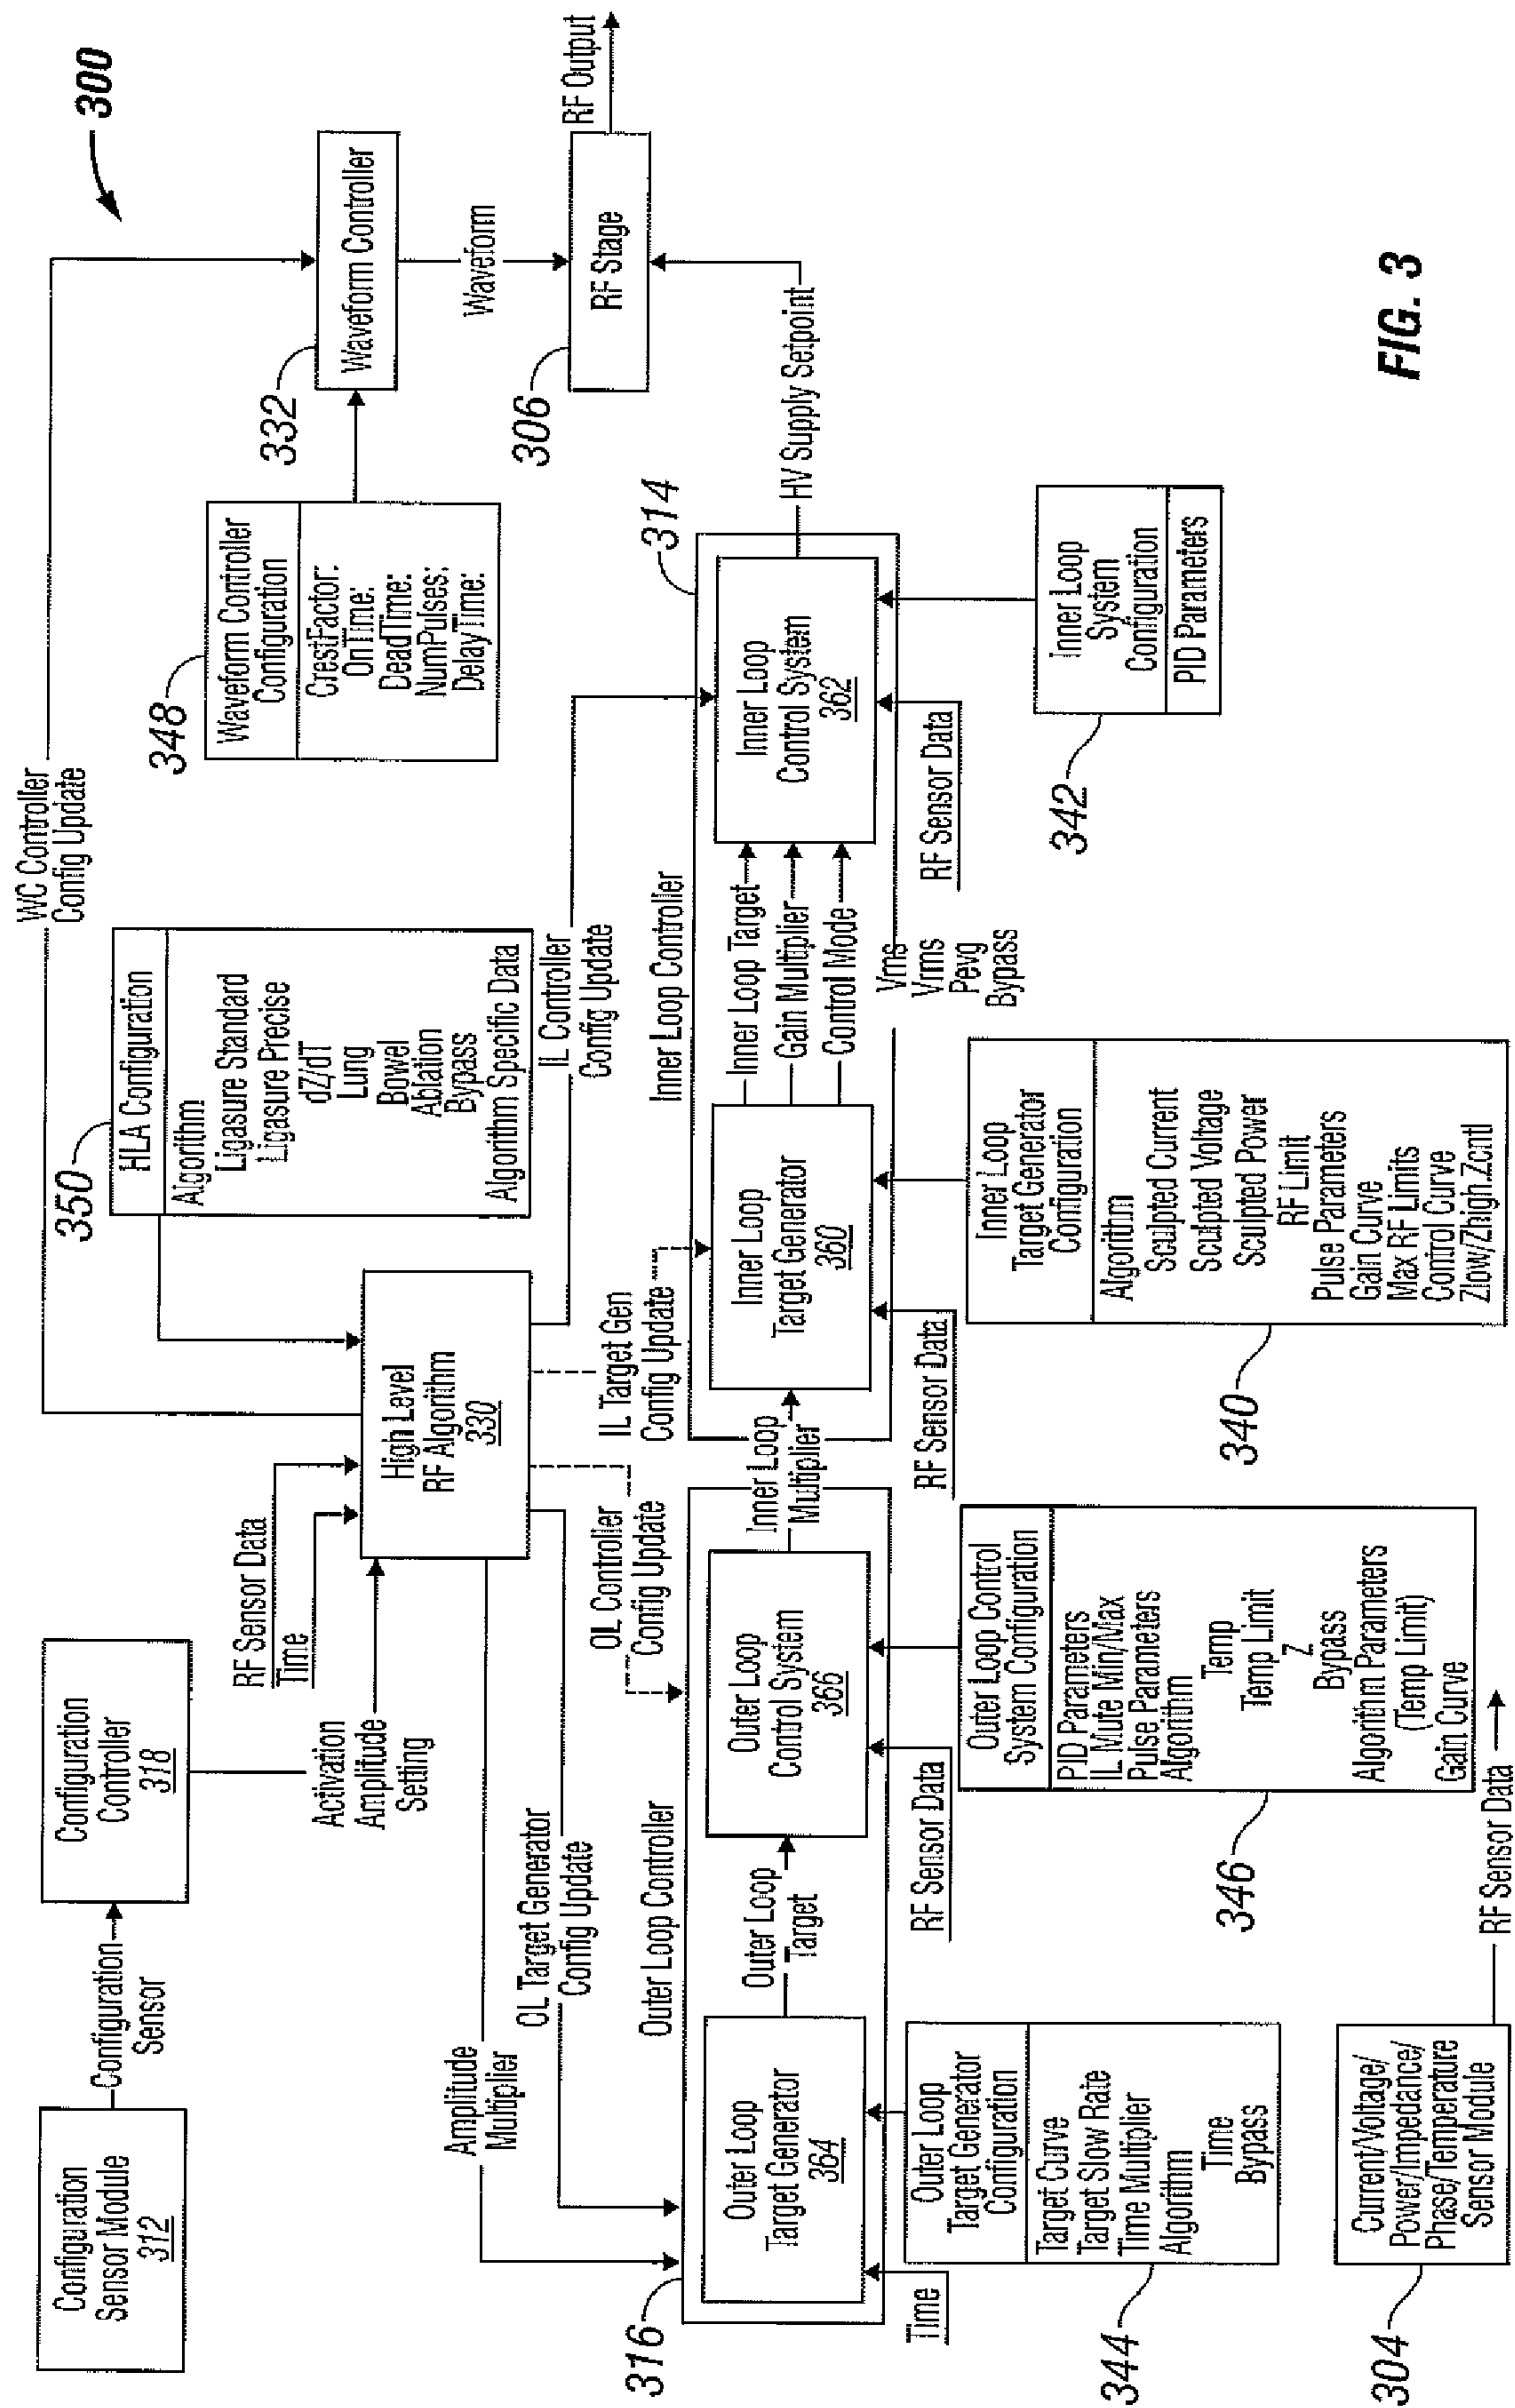 300
Configuration
Sensor Module
312
Configuration
Sensor
Configuration
Controller
318
Activation
Amplitude
Setting
RF Sensor Data
Time
High Level
RF Algorithm
330
350
HLA Configuration
Algorithm
Ligasure Standard
Ligasure Precise
dZ/dT
Lung
Bowel
Ablation
Bypass
Algorithm Specific Data
WC Controller
Config Update
348
Waveform Controller
Configuration
CrestFactor:
OnTime:
DeadTime:
NumPulses:
DelayTime:
332
Waveform Controller
Waveform
306
RF Stage
RF Output
Amplitude
Multiplier
OL Target Generator
Config Update
OL Controller
Config Update
IL Target Gen
Config Update
IL Controller
Config Update
316
Outer Loop Controller
Outer Loop
Target Generator
364
Outer Loop
Target
Outer Loop
Control System
366
Inner Loop
Multiplier
Inner Loop Controller
Inner Loop
Target Generator
360
Inner Loop Target
Gain Multiplier
Control Mode
Inner Loop
Control System
362
314
HV Supply Setpoint
Vrms
Vrms
Pevg
Bypass
Time
RF Sensor Data
RF Sensor Data
RF Sensor Data
344
Outer Loop
Target Generator
Configuration
Target Curve
Target Slow Rate
Time Multiplier
Algorithm
Time
Bypass
346
Outer Loop Control
System Configuration
PID Parameters
IL Mute Min/Max
Pulse Parameters
Algorithm
Temp
Temp Limit
Z
Bypass
Algorithm Parameters
(Temp Limit)
Gain Curve
340
Inner Loop
Target Generator
Configuration
Algorithm
Sculpted Current
Sculpted Voltage
Sculpted Power
RF Limit
Pulse Parameters
Gain Curve
Max RF Limits
Control Curve
Zlow/Zhigh.Zcntl
342
Inner Loop
System
Configuration
PID Parameters
304
Current/Voltage/
Power/Impedance/
Phase/Temperature
Sensor Module
RF Sensor Data
FIG. 3